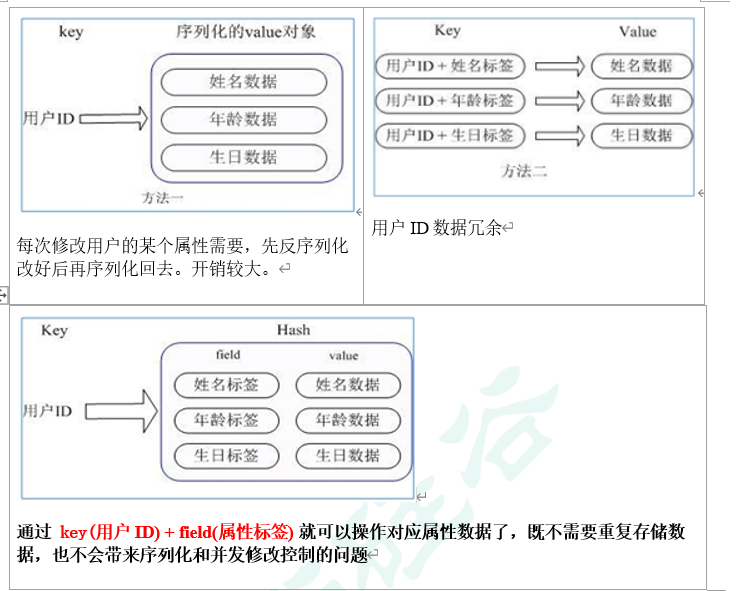 key 序列化的value对象
姓名数据
用户ID
年龄数据
生日数据
方法一
每次修改用户的某个属性需要，先反序列化
改好后再序列化回去。开销较大。
Key Value
用户ID + 姓名标签 姓名数据
用户ID + 年龄标签 年龄数据
用户ID + 生日标签 生日数据
方法二
用户 ID 数据冗余
Key Hash
field value
姓名标签 姓名数据
用户ID
年龄标签 年龄数据
生日标签 生日数据
通过 key(用户 ID) + field(属性标签) 就可以操作对应属性数据了，既不需要重复存储数
据，也不会带来序列化和并发修改控制的问题
硅谷